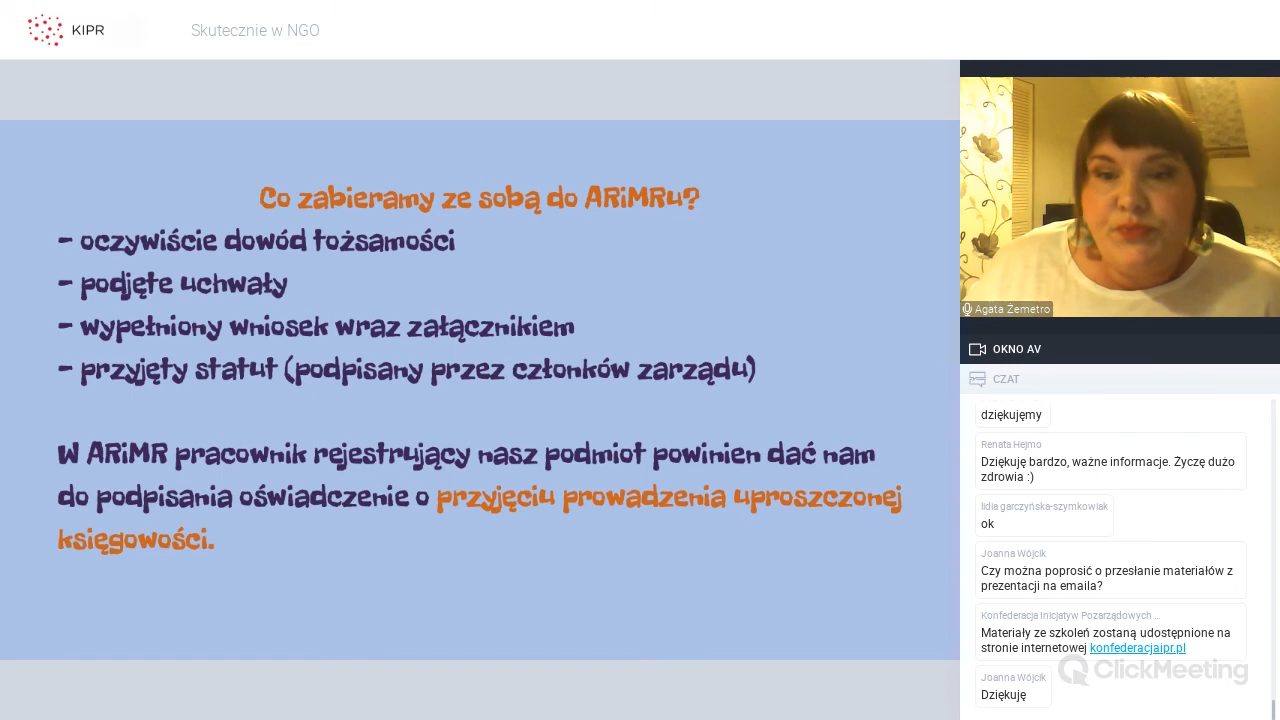 KIPR
Skutecznie w NGO
Co zabieramy ze sobą do ARiMRu?
- oczywiście dowód tożsamości
- podjęte uchwały
- wypełniony wniosek wraz załącznikiem
- przyjęty statut (podpisany przez członków zarządu)
W ARiMR pracownik rejestrujący nasz podmiot powinien dać nam
do podpisania oświadczenie o przyjęciu prowadzenia uproszczonej
księgowości.
Agata Żemetro
OKNO AV
CZAT
dziękujęmy
Renata Hejmo
Dziękuję bardzo, ważne informacje. Życzę dużo
zdrowia :)
lidia garczyńska-szymkowiak
ok
Joanna Wójcik
Czy można poprosić o przesłanie materiałów z
prezentacji na emaila?
Konfederacja Inicjatyw Pozarządowych ...
Materiały ze szkoleń zostaną udostępnione na
stronie internetowej konfederacjaipr.pl
Joanna Wójcik
Dziękuję
ClickMeeting